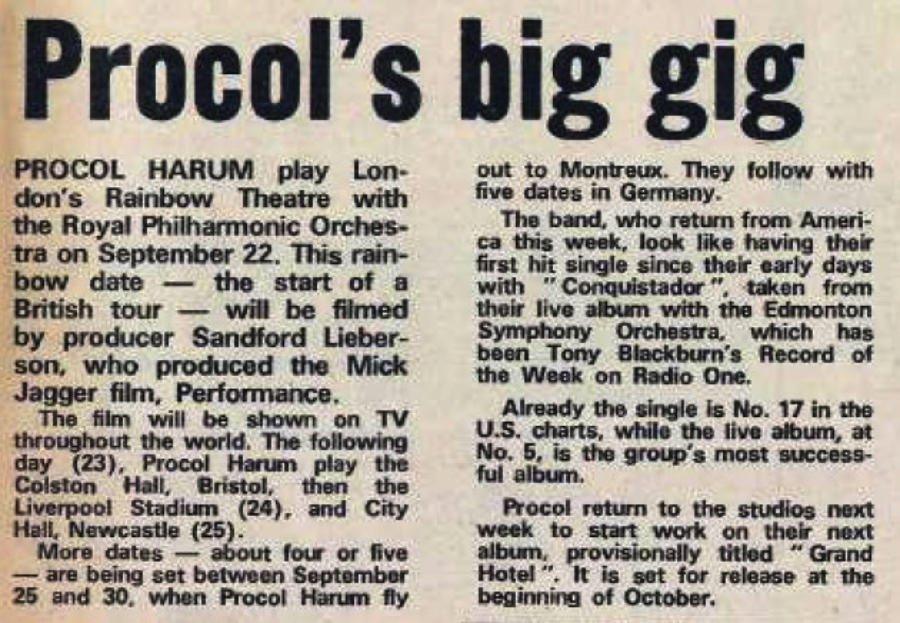 Procol's big gig
PROCOL HARUM play Lon-
don's Rainbow Theatre with
the Royal Philharmonic Orches-
tra on September 22. This rain-
bow date — the start of a
British tour — will be filmed
by producer Sandford Lieber-
son, who produced the Mick
Jagger film, Performance.
The film will be shown on TV
throughout the world. The following
day (23), Procol Harum play the
Colston Hall, Bristol, then the
Liverpool Stadium (24), and City
Hall, Newcastle (25).
More dates — about four or five
— are being set between September
25 and 30, when Procol Harum fly
out to Montreux. They follow with
five dates in Germany.
The band, who return from Ameri-
ca this week, look like having their
first hit single since their early days
with "Conquistador", taken from
their live album with the Edmonton
Symphony Orchestra, which has
been Tony Blackburn's Record of
the Week on Radio One.
Already the single is No. 17 in the
U.S. charts, while the live album, at
No. 5, is the group's most success-
ful album.
Procol return to the studios next
week to start work on their next
album, provisionally titled "Grand
Hotel". It is set for release at the
beginning of October.